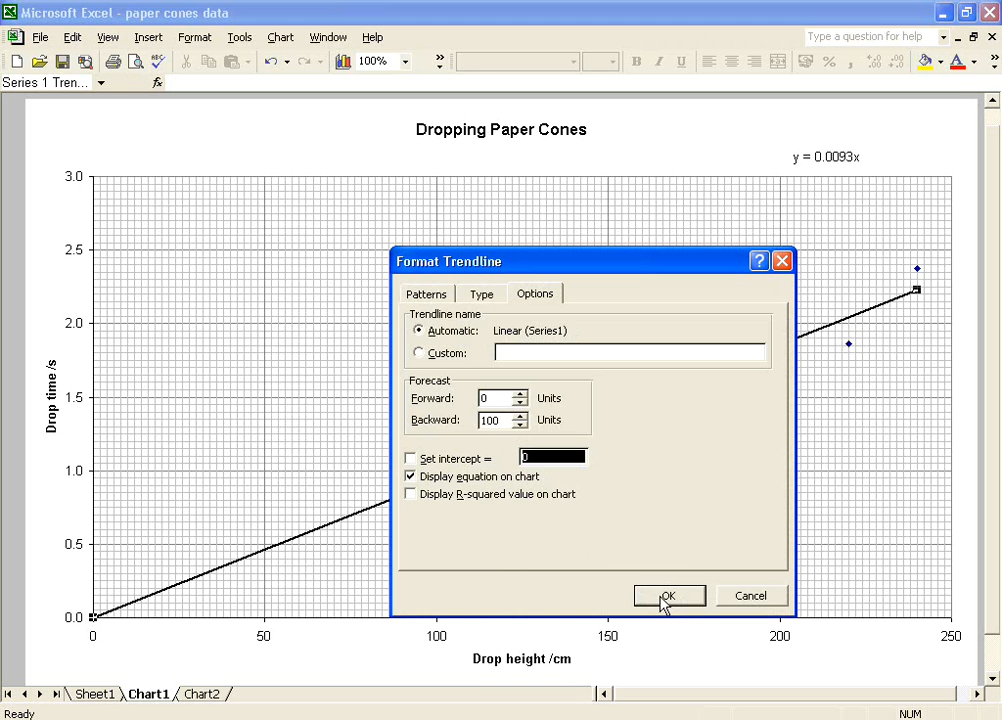 Microsoft Excel - paper cones data
File Edit View Insert Format Tools Chart Window Help
Type a question for help
100%
B I U
Series 1 Tren...
fx
Dropping Paper Cones
y = 0.0093x
3.0
2.5
2.0
1.5
1.0
0.5
0.0
Drop time /s
0 50 100 150 200 250
Drop height /cm
Format Trendline
Patterns Type Options
Trendline name
Automatic: Linear (Series1)
Custom:
Forecast
Forward: 0 Units
Backward: 100 Units
Set intercept = 0
Display equation on chart
Display R-squared value on chart
OK Cancel
Sheet1 Chart1 Chart2
Ready NUM